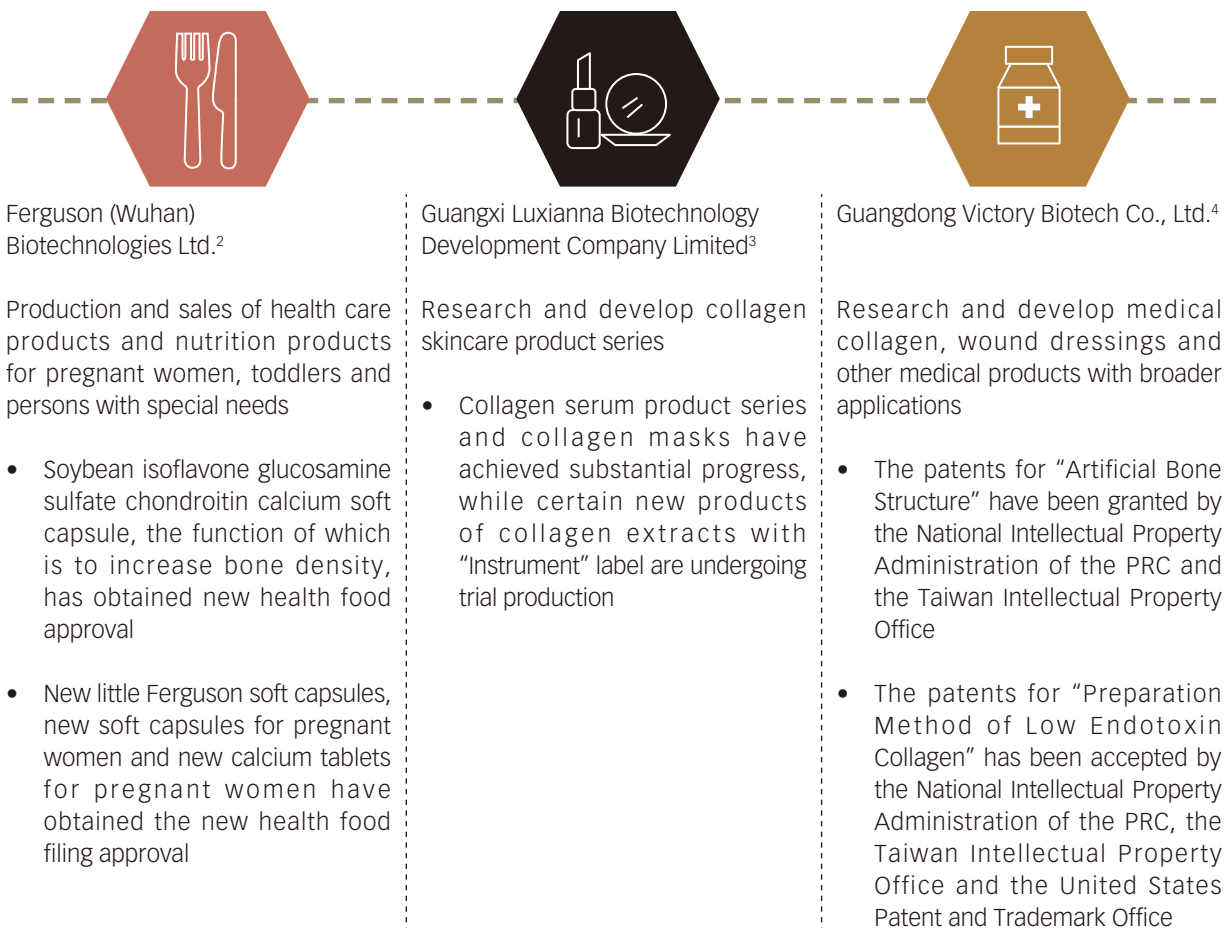 Ferguson (Wuhan)
Biotechnologies Ltd.²
Production and sales of health care
products and nutrition products
for pregnant women, toddlers and
persons with special needs
• Soybean isoflavone glucosamine
sulfate chondroitin calcium soft
capsule, the function of which
is to increase bone density,
has obtained new health food
approval
• New little Ferguson soft capsules,
new soft capsules for pregnant
women and new calcium tablets
for pregnant women have
obtained the new health food
filing approval
Guangxi Luxianna Biotechnology
Development Company Limited³
Research and develop collagen
skincare product series
• Collagen serum product series
and collagen masks have
achieved substantial progress,
while certain new products
of collagen extracts with
“Instrument” label are undergoing
trial production
Guangdong Victory Biotech Co., Ltd.⁴
Research and develop medical
collagen, wound dressings and
other medical products with broader
applications
• The patents for “Artificial Bone
Structure” have been granted by
the National Intellectual Property
Administration of the PRC and
the Taiwan Intellectual Property
Office
• The patents for “Preparation
Method of Low Endotoxin
Collagen” has been accepted by
the National Intellectual Property
Administration of the PRC, the
Taiwan Intellectual Property
Office and the United States
Patent and Trademark Office